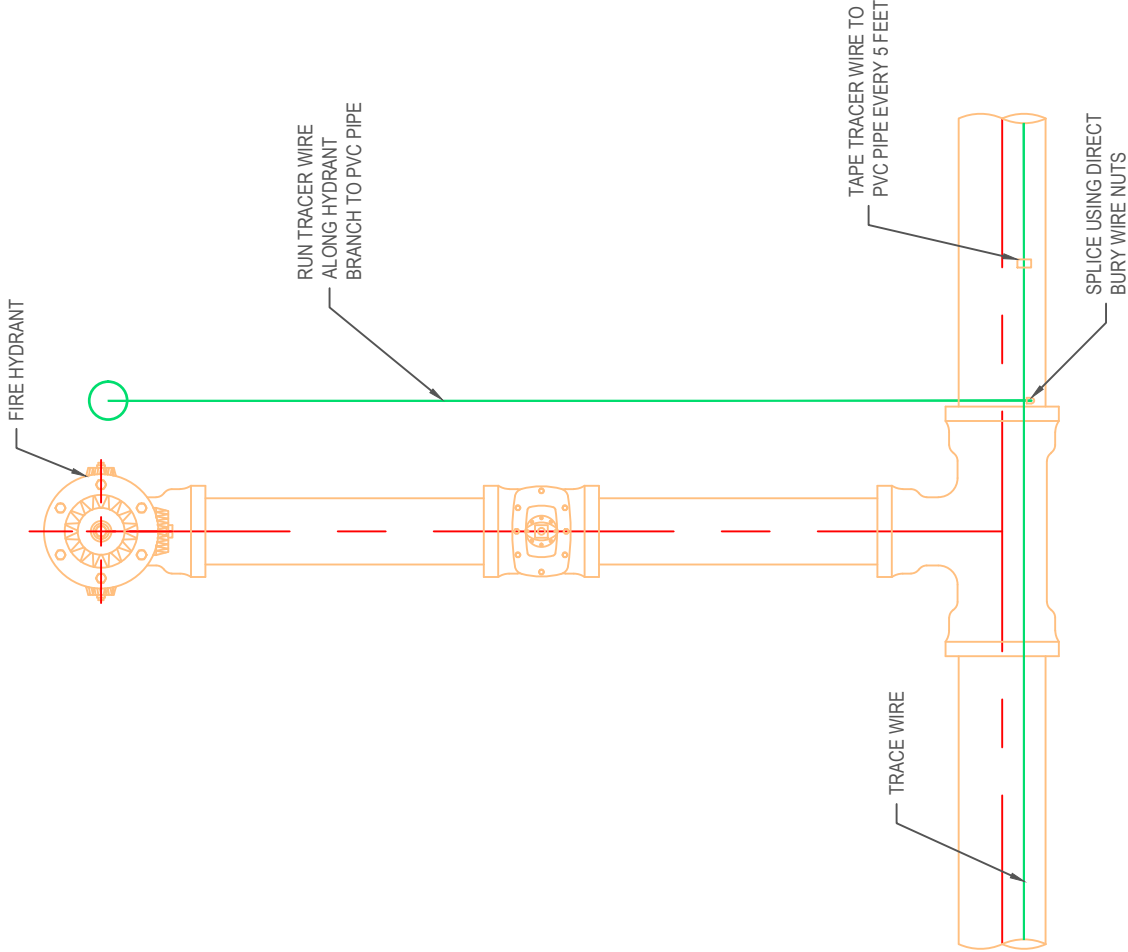 FIRE HYDRANT
RUN TRACER WIRE
ALONG HYDRANT
BRANCH TO PVC PIPE
TAPE TRACER WIRE TO
PVC PIPE EVERY 5 FEET
TRACE WIRE
SPLICE USING DIRECT
BURY WIRE NUTS